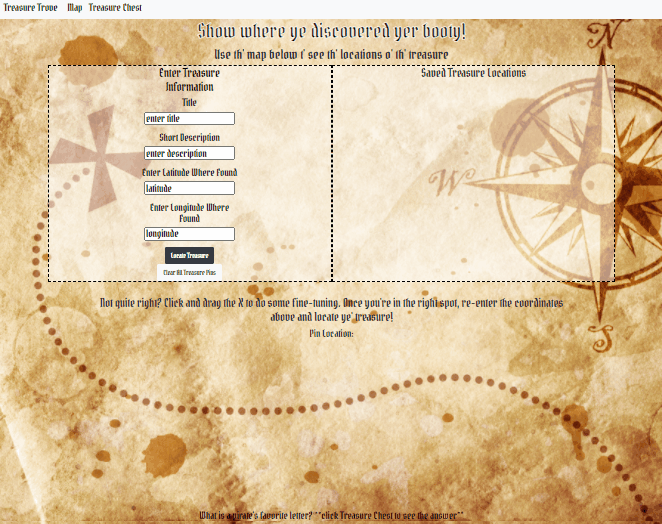 Treasure Trove Map Treasure Chest
N
Show where ye discovered yer booty!
Use th' map below t' see th' locations o' th' treasure
Enter Treasure
Information
Title
enter title
Short Description
enter description
Enter Latitude Where Found
latitude
Enter Longitude Where
Found
longitude
Locate Treasure
Clear All Treasure Pins
Saved Treasure Locations
W
S
Not quite right? Click and drag the X to do some fine-tuning. Once you're in the right spot, re-enter the coordinates
above and locate ye' treasure!
Pin Location:
What is a pirate's favorite letter? **click Treasure Chest to see the answer**